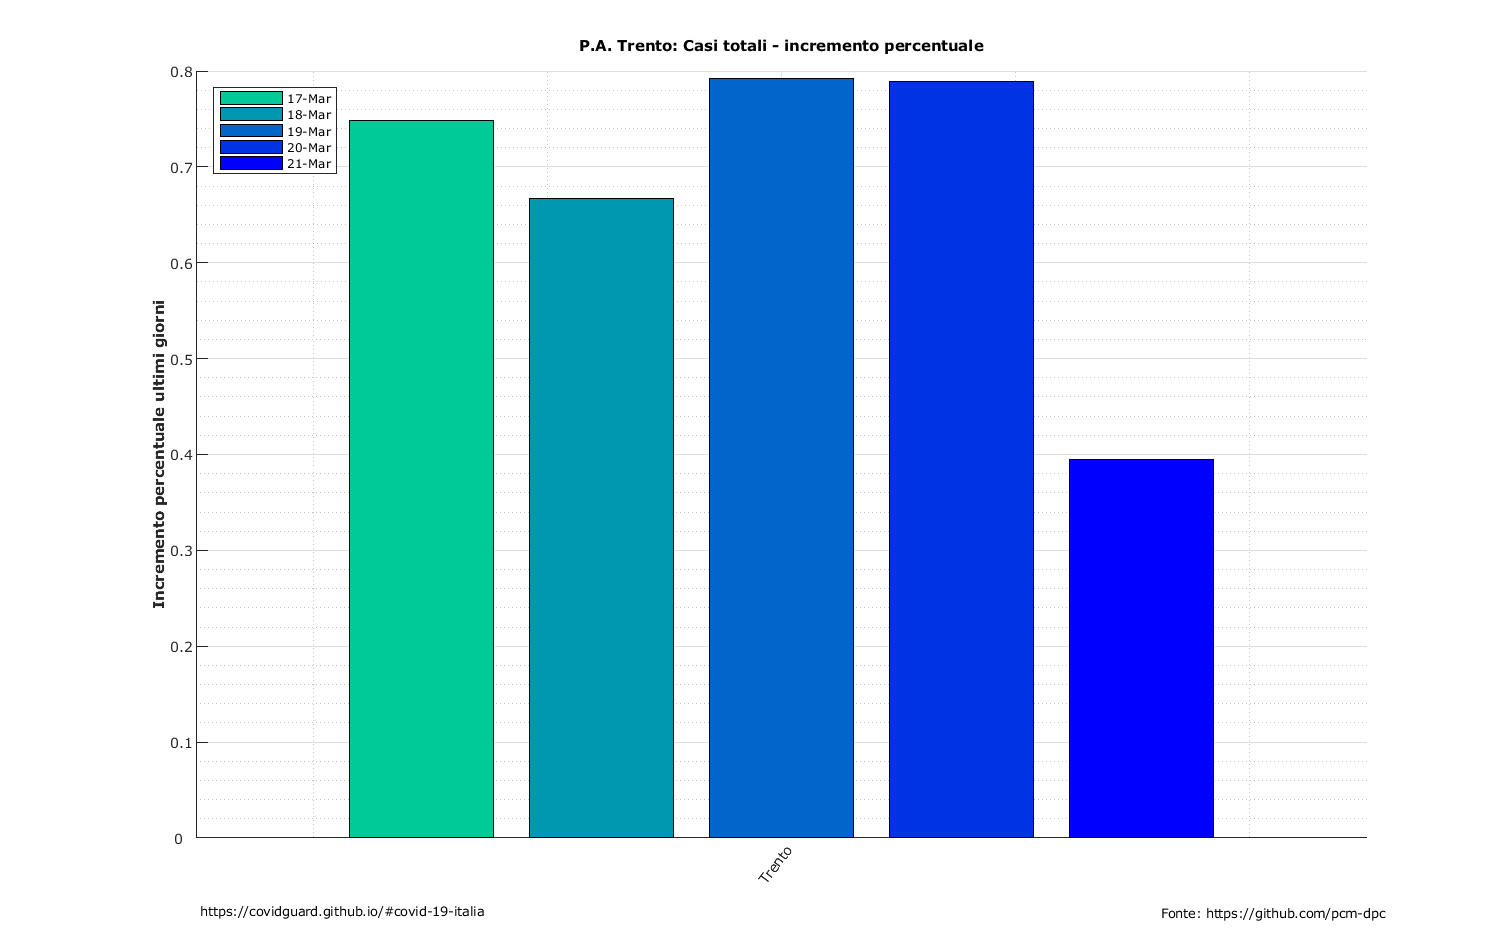 P.A. Trento: Casi totali - incremento percentuale
0.8
0.7
0.6
0.5
0.4
0.3
0.2
0.1
0
Incremento percentuale ultimi giorni
17-Mar
18-Mar
19-Mar
20-Mar
21-Mar
Trento
https://covidguard.github.io/#covid-19-italia
Fonte: https://github.com/pcm-dpc